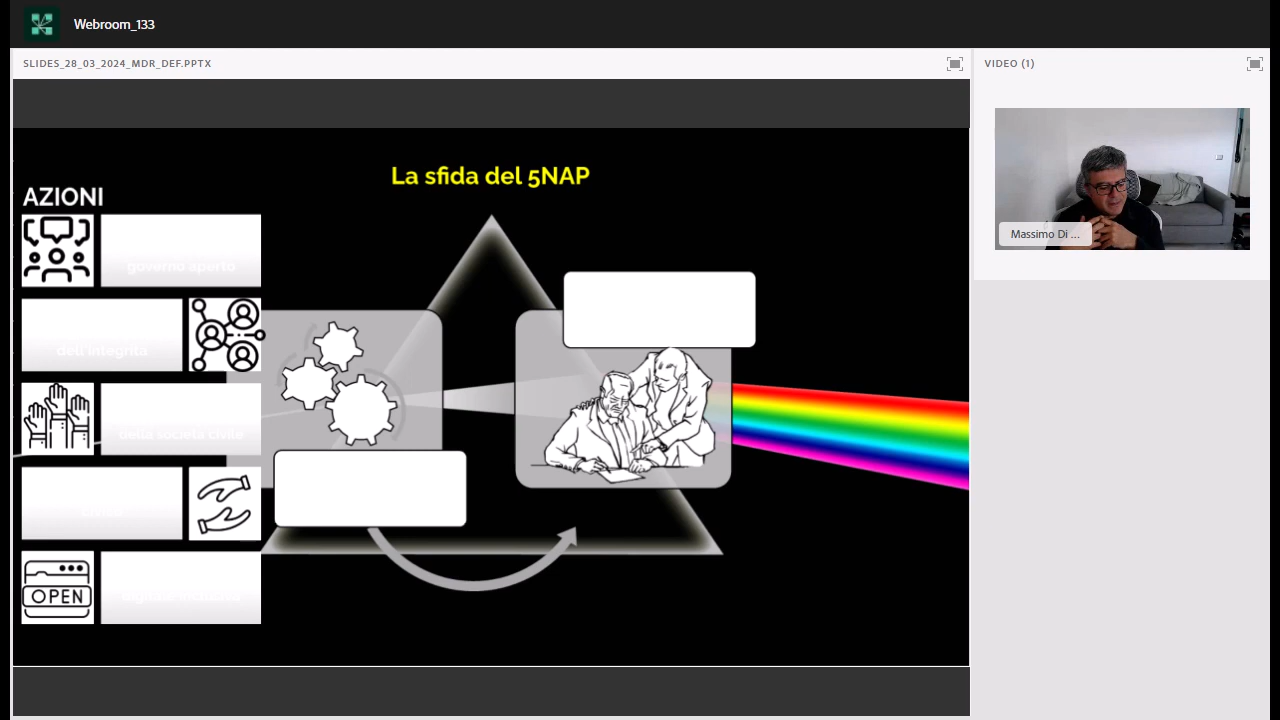 Webroom_133
SLIDES_28_03_2024_MDR_DEF.PPTX
VIDEO (1)
La sfida del 5NAP
AZIONI
governo aperto
dell'integrità
della società civile
OPEN
Massimo Di ...